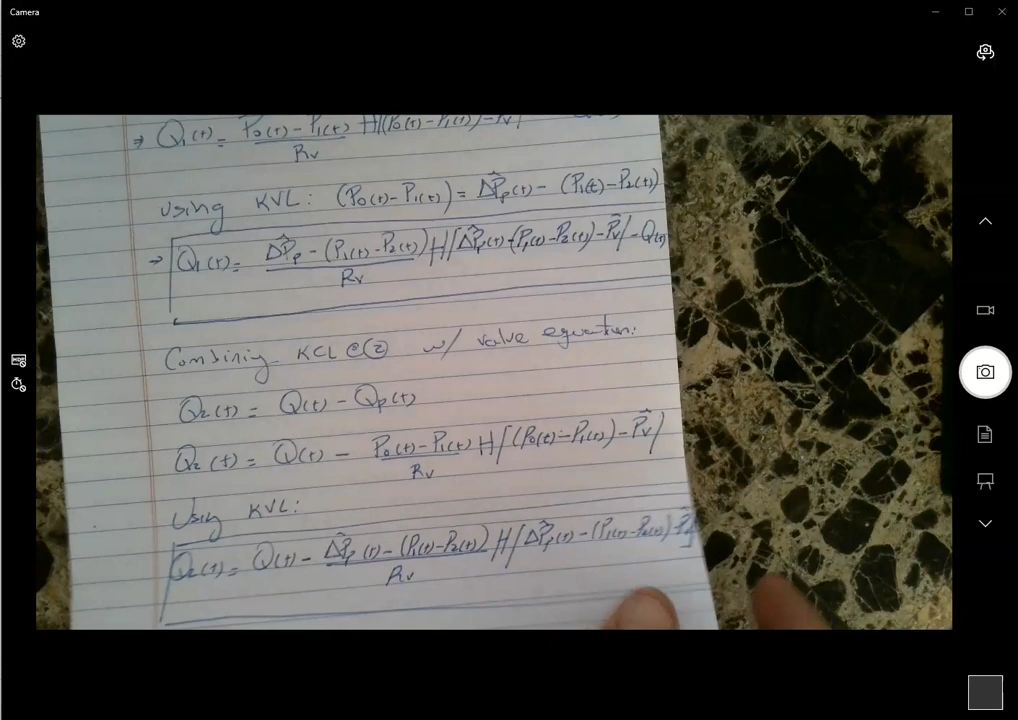 Camera
→ Q₁(t) = P₀(t) - P₁(t) / Rv H[(P₀(t) - P₁(t)) - P̂v]
Using KVL: (P₀(t) - P₁(t)) = ΔP̂p(t) - (P₁(t) - P₂(t))
→ Q₁(t) = ΔP̂p - (P₁(t) - P₂(t)) / Rv H[ΔP̂p(t) - (P₁(t) - P₂(t)) - P̂v] - Q(t)
Combining KCL @(2) w/ valve equation:
Q₂(t) = Q(t) - Qp(t)
Q₂(t) = Q(t) - P₀(t) - P₁(t) / Rv H[(P₀(t) - P₁(t)) - P̂v]
Using KVL:
Q₂(t) = Q(t) - ΔP̂p(t) - (P₁(t) - P₂(t)) / Rv H[ΔP̂p(t) - (P₁(t) - P₂(t)) - P̂v]